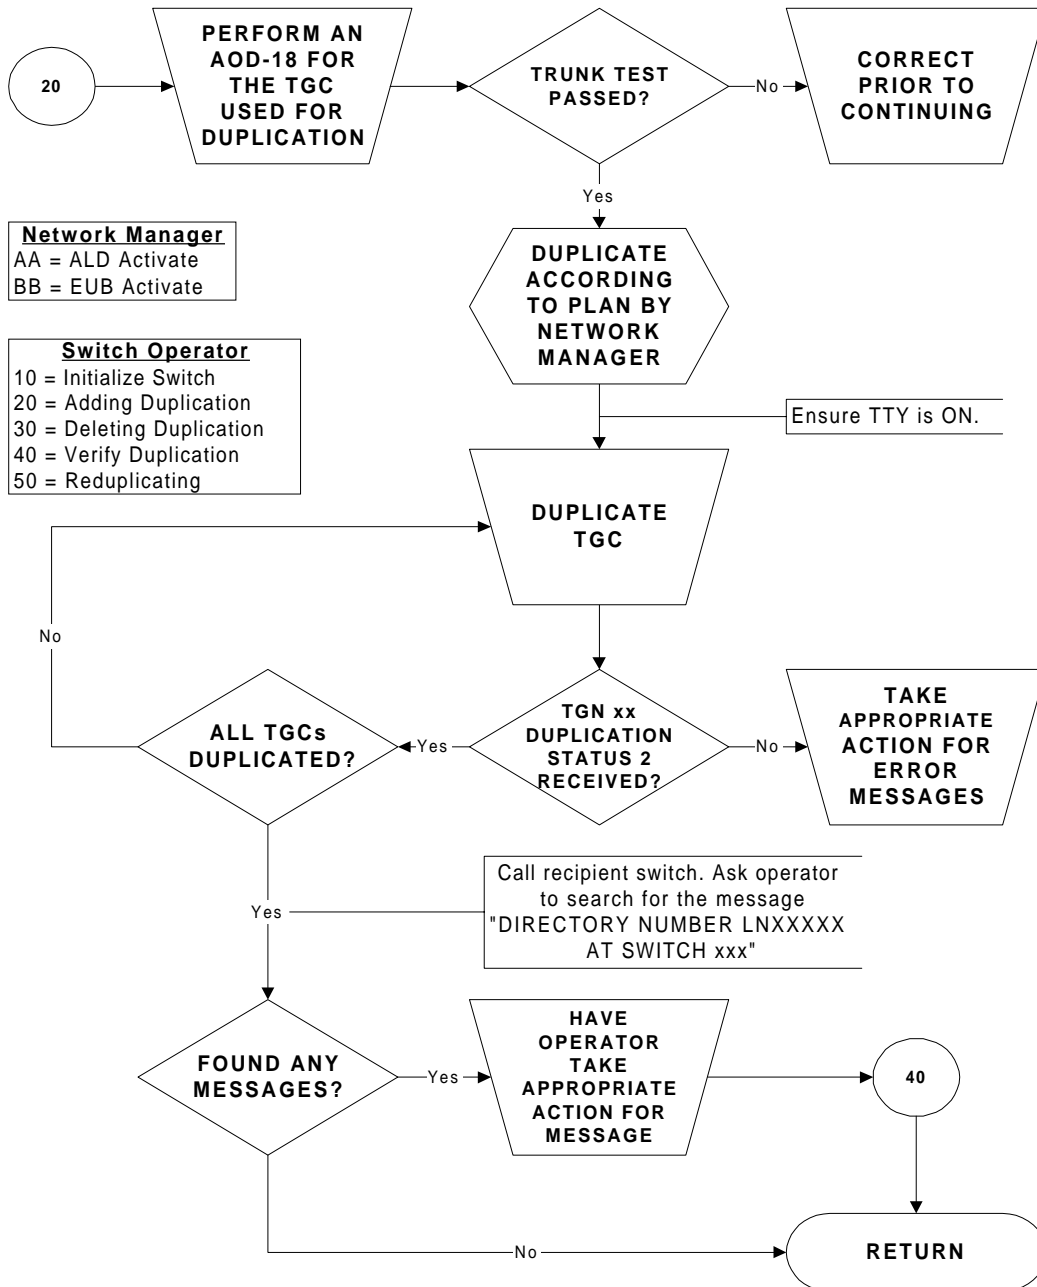 20
PERFORM AN
AOD-18 FOR
THE TGC
USED FOR
DUPLICATION
TRUNK TEST
PASSED?
No
CORRECT
PRIOR TO
CONTINUING
Yes
Network Manager
AA = ALD Activate
BB = EUB Activate
DUPLICATE
ACCORDING
TO PLAN BY
NETWORK
MANAGER
Switch Operator
10 = Initialize Switch
20 = Adding Duplication
30 = Deleting Duplication
40 = Verify Duplication
50 = Reduplicating
Ensure TTY is ON.
DUPLICATE
TGC
No
ALL TGCs
DUPLICATED?
Yes
TGN xx
DUPLICATION
STATUS 2
RECEIVED?
No
TAKE
APPROPRIATE
ACTION FOR
ERROR
MESSAGES
Yes
Call recipient switch. Ask operator
to search for the message
"DIRECTORY NUMBER LNXXXXX
AT SWITCH xxx"
FOUND ANY
MESSAGES?
Yes
HAVE
OPERATOR
TAKE
APPROPRIATE
ACTION FOR
MESSAGE
40
No
RETURN